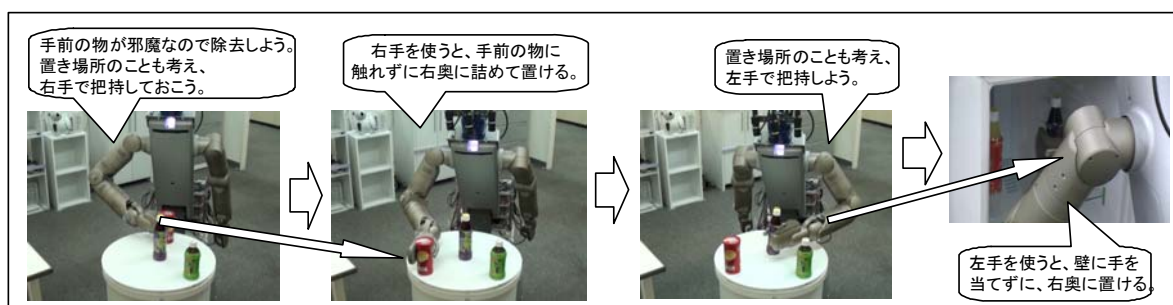 手前の物が邪魔なので除去しよう。
置き場所のことも考え、
右手で把持しておこう。
右手を使うと、手前の物に
触れずに右奥に詰めて置ける。
置き場所のことも考え、
左手で把持しよう。
左手を使うと、壁に手を
当てずに、右奥に置ける。